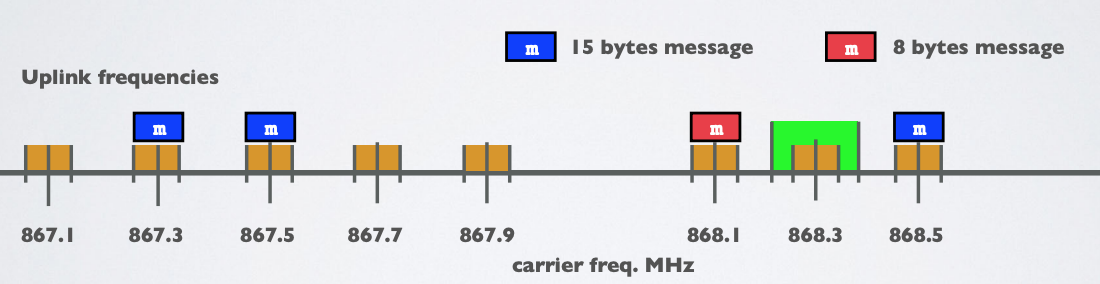 m 15 bytes message m 8 bytes message
Uplink frequencies
m m m m
867.1 867.3 867.5 867.7 867.9 868.1 868.3 868.5
carrier freq. MHz